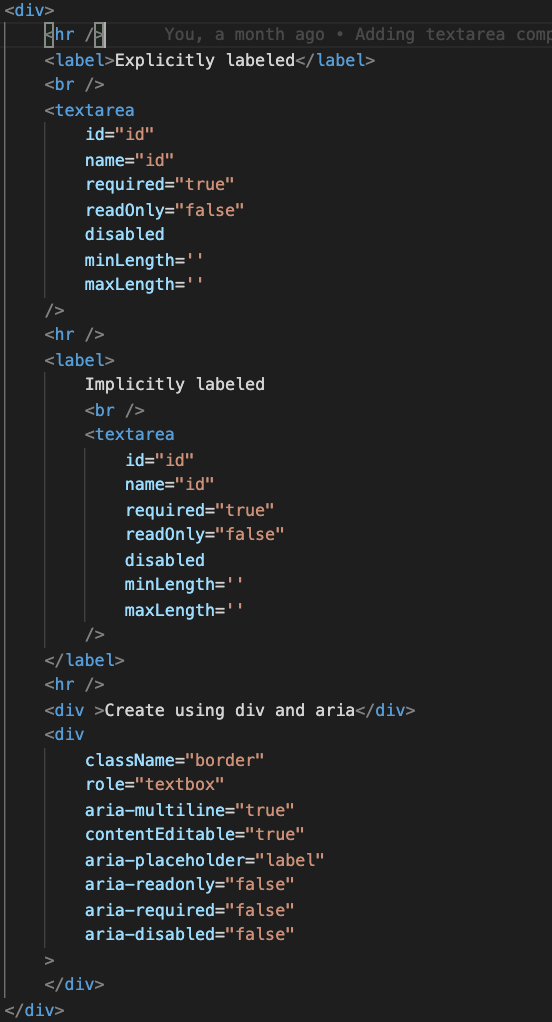 <div>
<hr /> You, a month ago • Adding textarea
<label>Explicitly labeled</label>
<br />
<textarea
id="id"
name="id"
required="true"
readOnly="false"
disabled
minLength=''
maxLength=''
/>
<hr />
<label>
Implicitly labeled
<br />
<textarea
id="id"
name="id"
required="true"
readOnly="false"
disabled
minLength=''
maxLength=''
/>
</label>
<hr />
<div >Create using div and aria</div>
<div
className="border"
role="textbox"
aria-multiline="true"
contentEditable="true"
aria-placeholder="label"
aria-readonly="false"
aria-required="false"
aria-disabled="false"
>
</div>
</div>